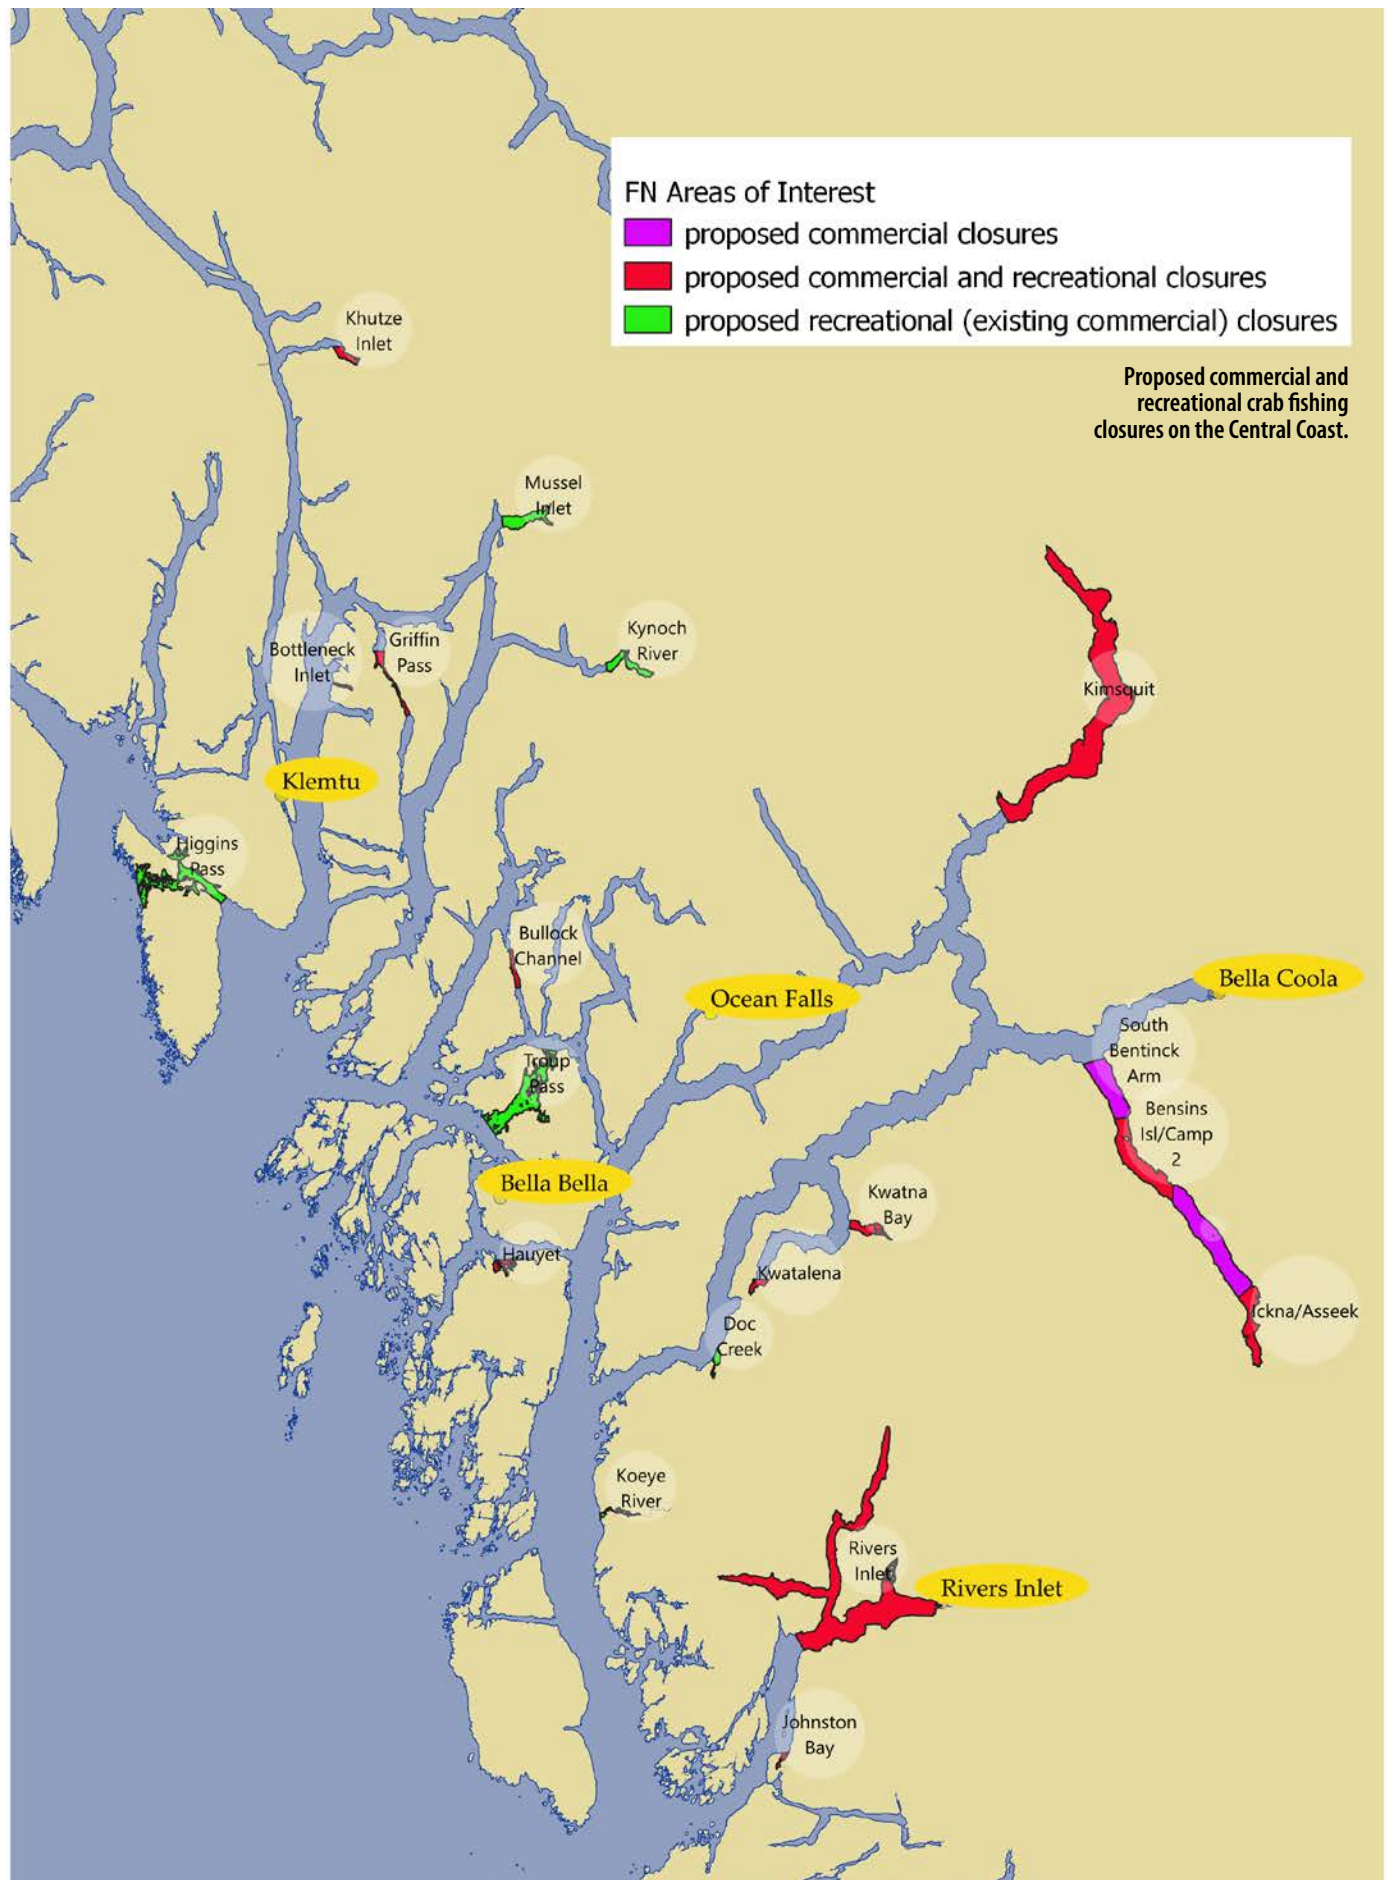 FN Areas of Interest
proposed commercial closures
proposed commercial and recreational closures
proposed recreational (existing commercial) closures
Proposed commercial and
recreational crab fishing
closures on the Central Coast.
Khutze
Inlet
Mussel
Inlet
Kynoch
River
Griffin
Pass
Bottleneck
Inlet
Kimsquit
Klemtu
Higgins
Pass
Bullock
Channel
Ocean Falls
Bella Coola
South
Bentinck
Arm
Troup
Pass
Bensins
Isl/Camp
2
Bella Bella
Kwatna
Bay
Hauyet
Kwatalena
Ickna/Asseek
Doc
Creek
Koeye
River
Rivers
Inlet
Rivers Inlet
Johnston
Bay